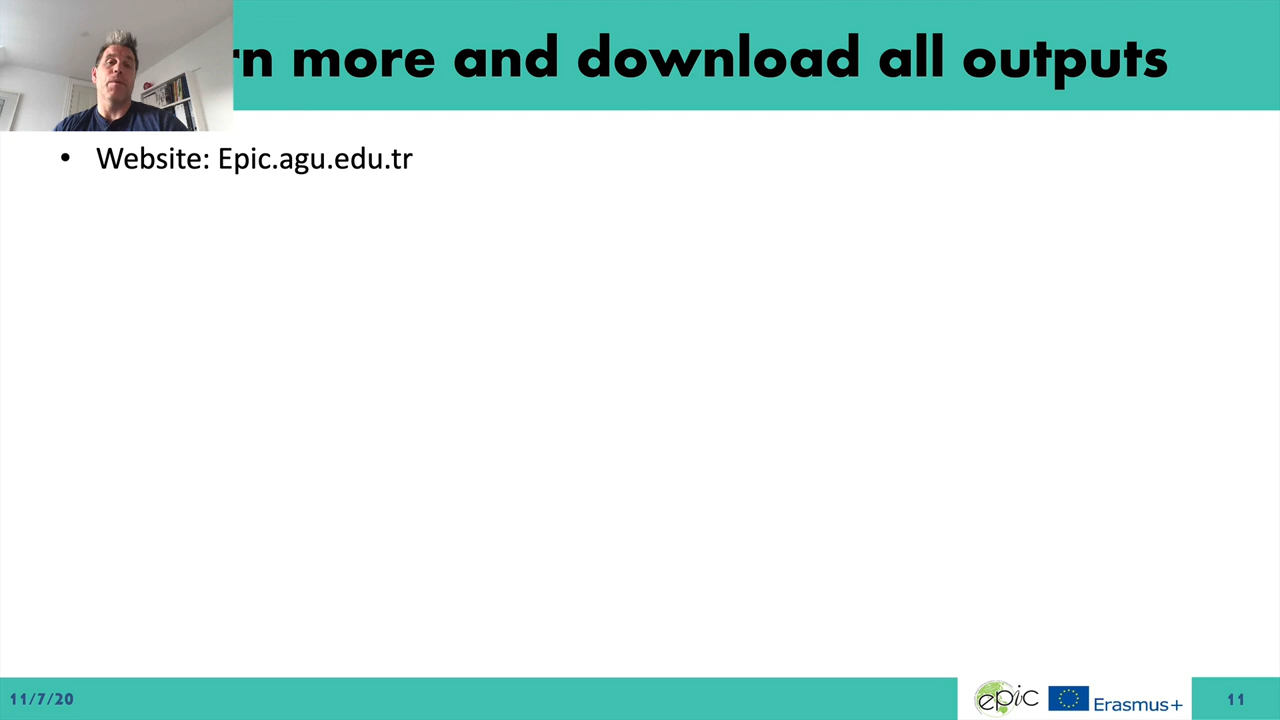 rn more and download all outputs
• Website: Epic.agu.edu.tr
11/7/20
epic
Erasmus+
11